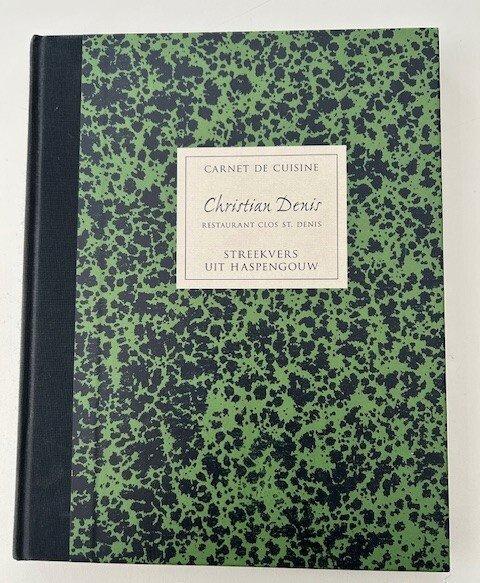 CARNET DE CUISINE
Christian Denis
RESTAURANT CLOS ST. DENIS
STREEKVERS
UIT HASPENGOUW